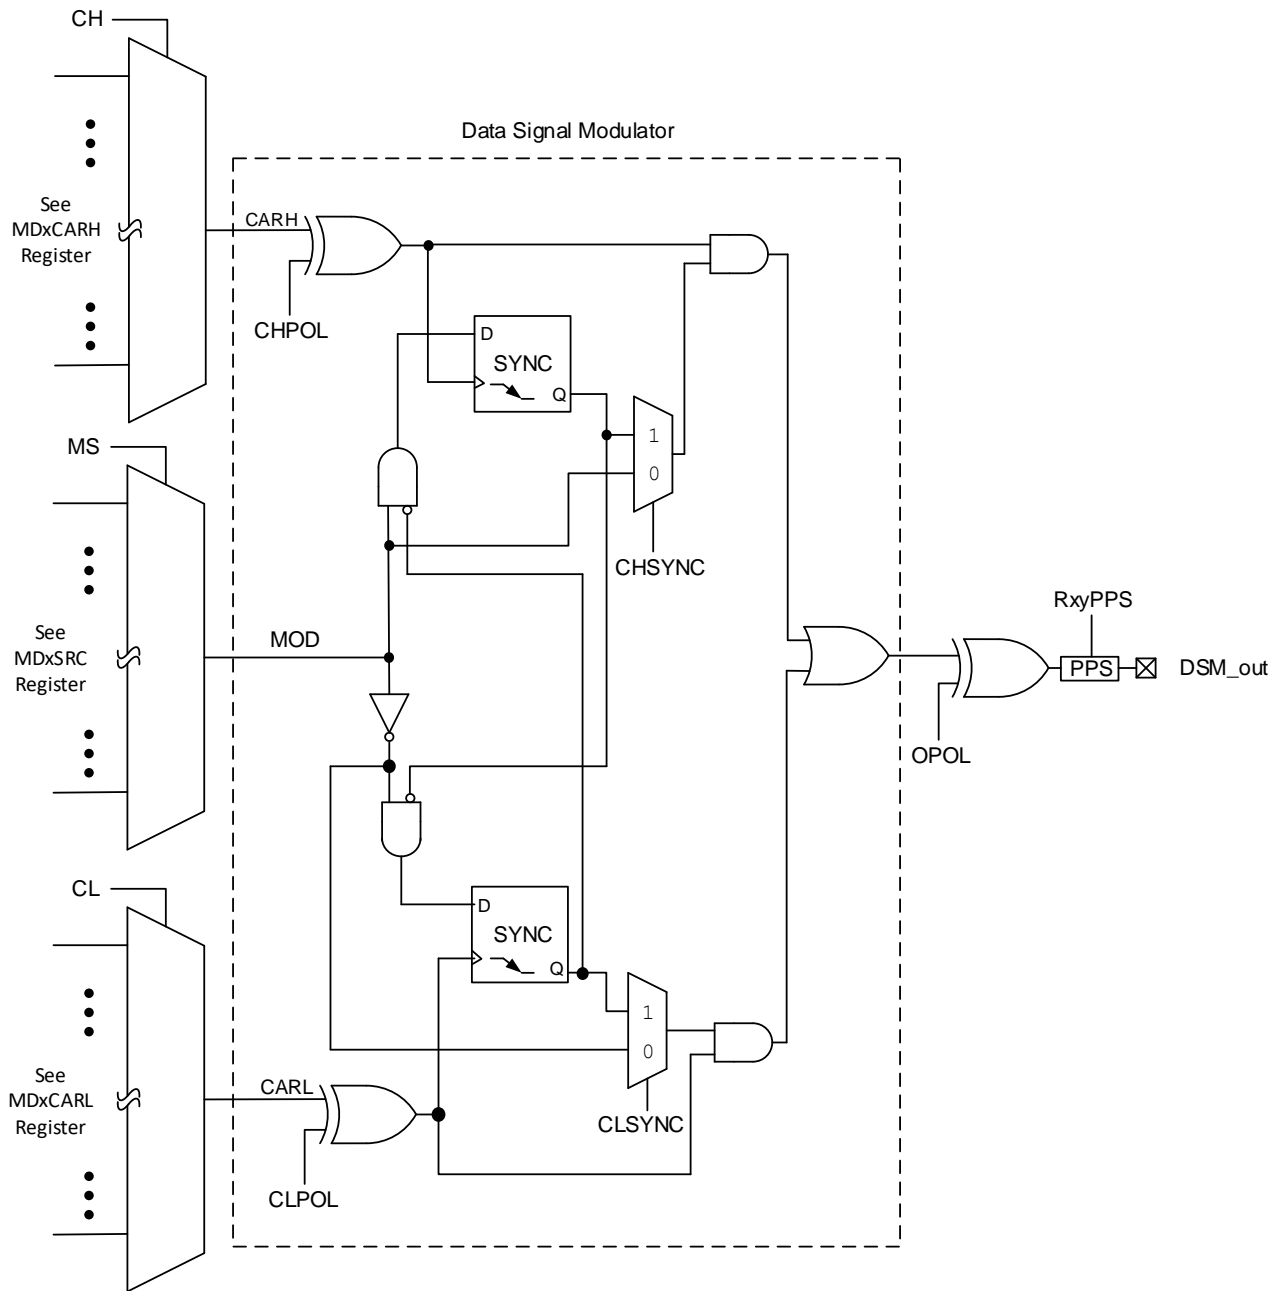 CH
Data Signal Modulator
See
MDxCARH
Register
CARH
CHPOL
D
SYNC
Q
1
0
CHSYNC
MS
See
MDxSRC
Register
MOD
RxyPPS
PPS
DSM_out
OPOL
CL
D
SYNC
Q
1
0
CLSYNC
See
MDxCARL
Register
CARL
CLPOL